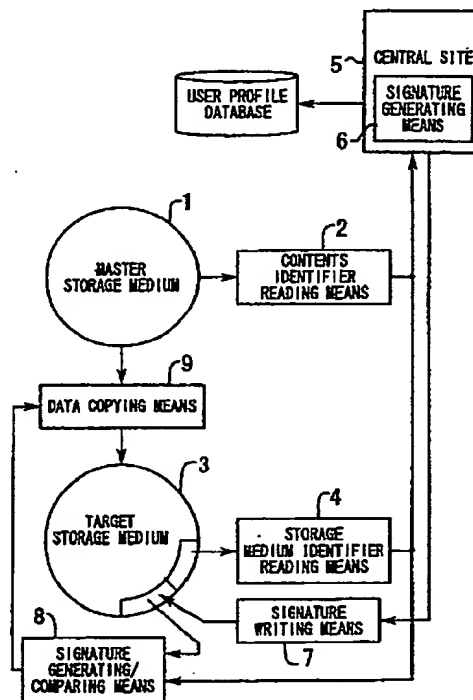 5
CENTRAL SITE
USER PROFILE
DATABASE
SIGNATURE
GENERATING
MEANS
6
1
2
MASTER
STORAGE MEDIUM
CONTENTS
IDENTIFIER
READING MEANS
9
DATA COPYING MEANS
3
4
TARGET
STORAGE MEDIUM
STORAGE
MEDIUM IDENTIFIER
READING MEANS
8
SIGNATURE
WRITING MEANS
7
SIGNATURE
GENERATING/
COMPARING MEANS